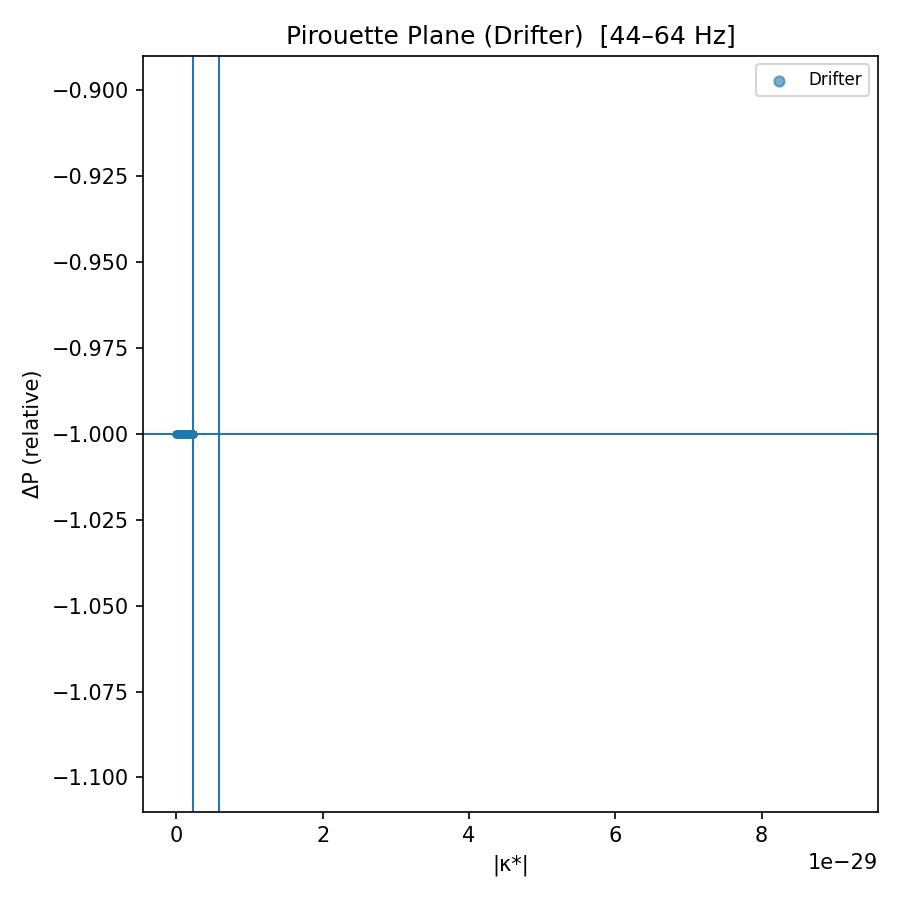 Pirouette Plane (Drifter)  [44–64 Hz]
Drifter
−0.900
−0.925
−0.950
−0.975
−1.000
−1.025
−1.050
−1.075
−1.100
ΔP (relative)
0 2 4 6 8
1e−29
|κ*|